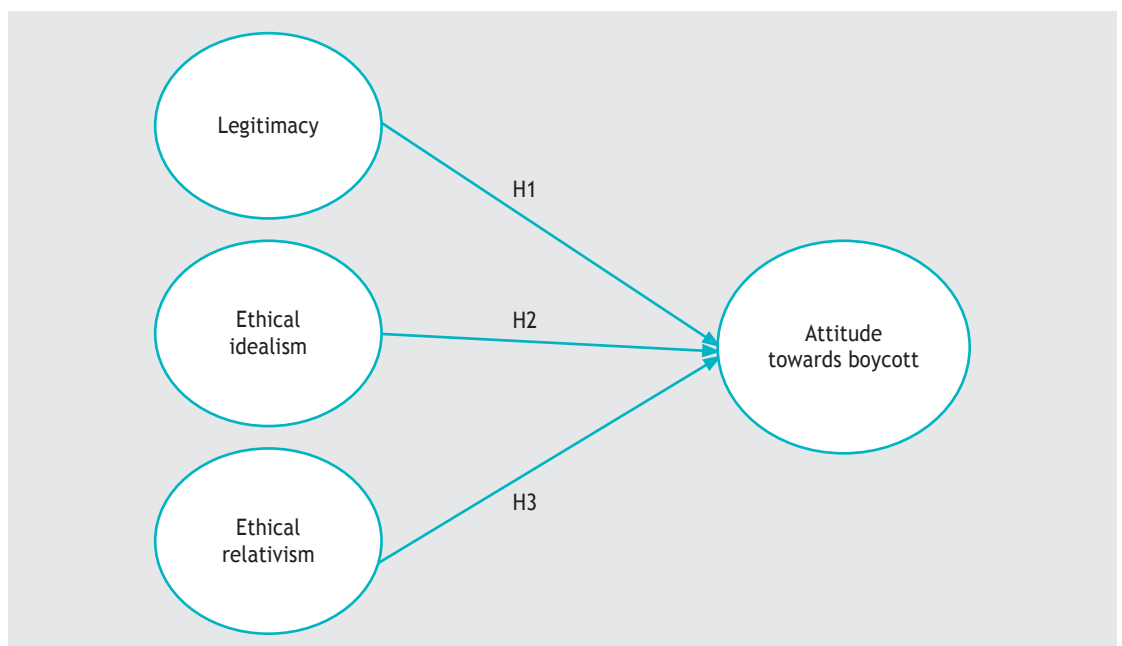 Legitimacy
H1
Ethical
idealism
H2
Attitude
towards boycott
H3
Ethical
relativism